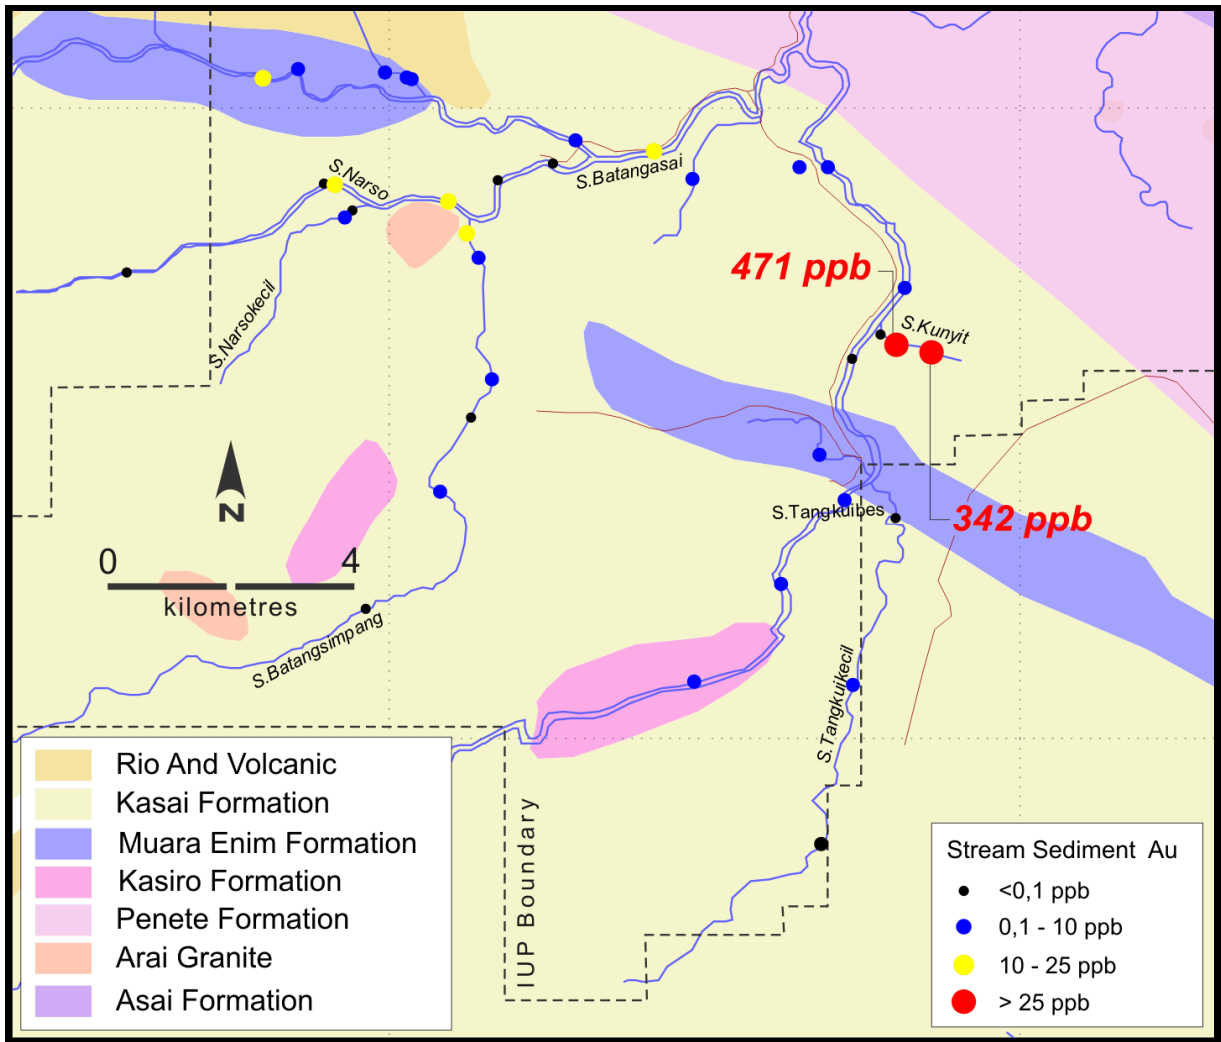 S.Narso
S.Batangasai
471 ppb
S.Kunyit
S.Narsokecil
N
S.Tangkuibes
342 ppb
0 4
kilometres
S.Batangsimpang
S.Tangkuikecil
IUP Boundary
Rio And Volcanic
Kasai Formation
Muara Enim Formation
Kasiro Formation
Penete Formation
Arai Granite
Asai Formation
Stream Sediment Au
<0,1 ppb
0,1 - 10 ppb
10 - 25 ppb
> 25 ppb